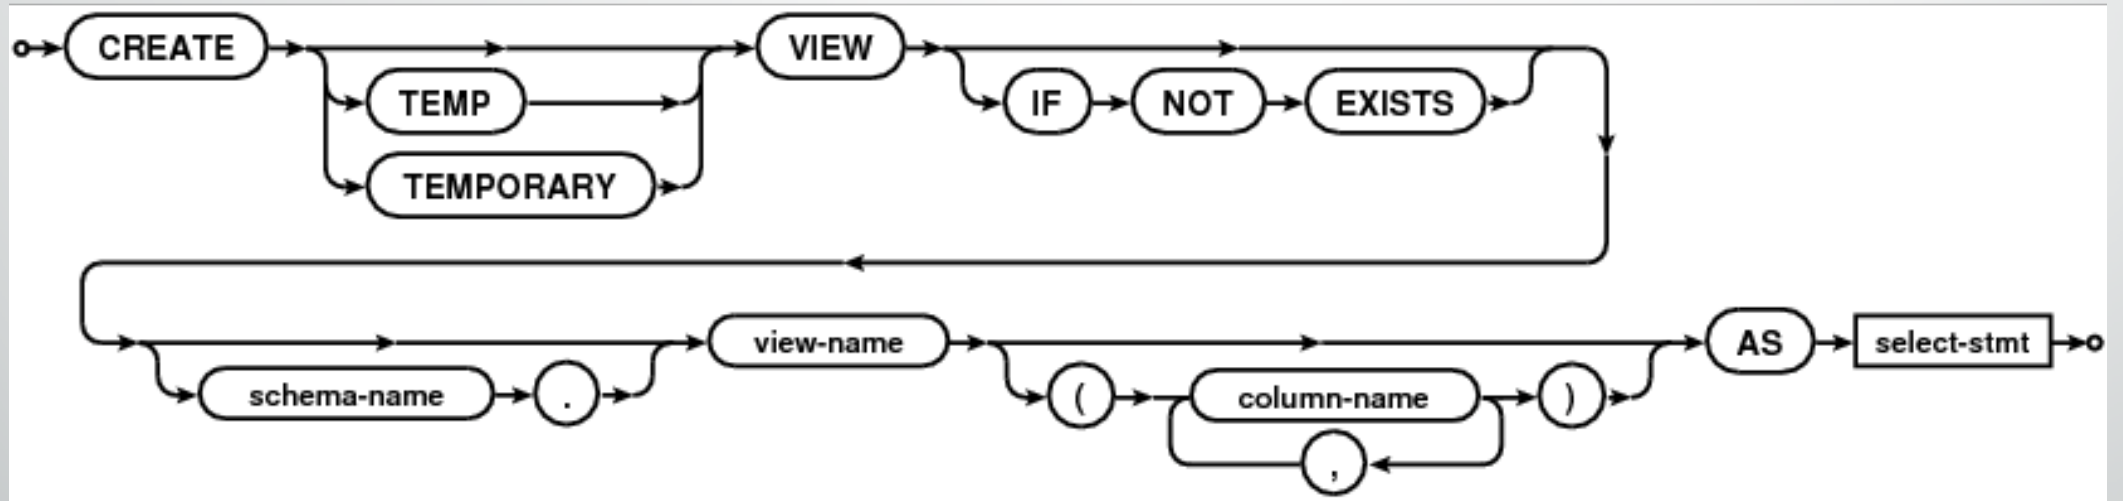 CREATE VIEW
TEMP IF NOT EXISTS
TEMPORARY
view-name AS select-stmt
schema-name . ( column-name )
,